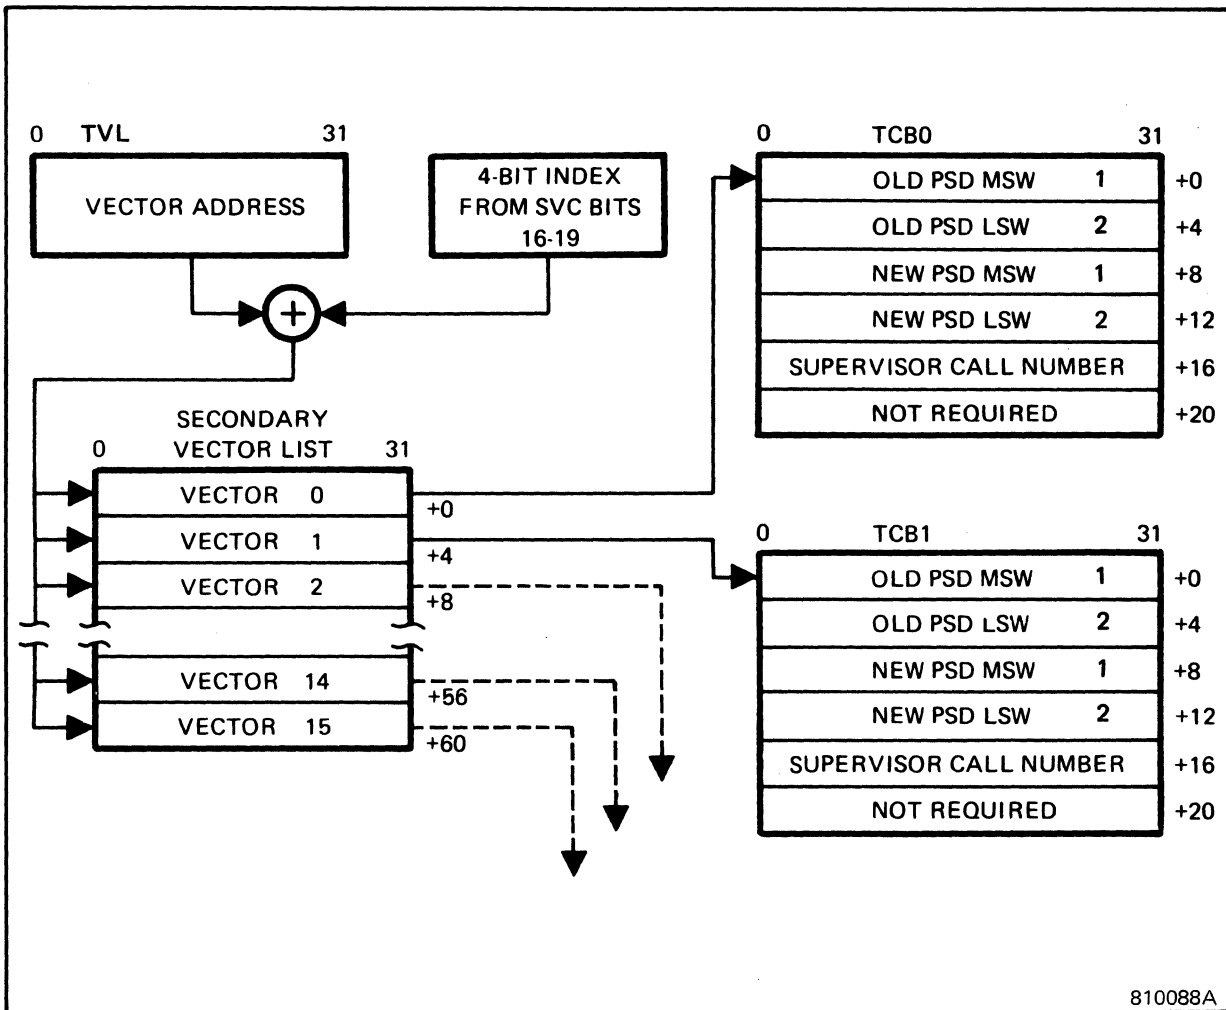 0 TVL 31
VECTOR ADDRESS
4-BIT INDEX
FROM SVC BITS
16-19
+
SECONDARY
VECTOR LIST
0 31
VECTOR 0 +0
VECTOR 1 +4
VECTOR 2 +8
VECTOR 14 +56
VECTOR 15 +60
0 TCB0 31
OLD PSD MSW 1 +0
OLD PSD LSW 2 +4
NEW PSD MSW 1 +8
NEW PSD LSW 2 +12
SUPERVISOR CALL NUMBER +16
NOT REQUIRED +20
0 TCB1 31
OLD PSD MSW 1 +0
OLD PSD LSW 2 +4
NEW PSD MSW 1 +8
NEW PSD LSW 2 +12
SUPERVISOR CALL NUMBER +16
NOT REQUIRED +20
810088A